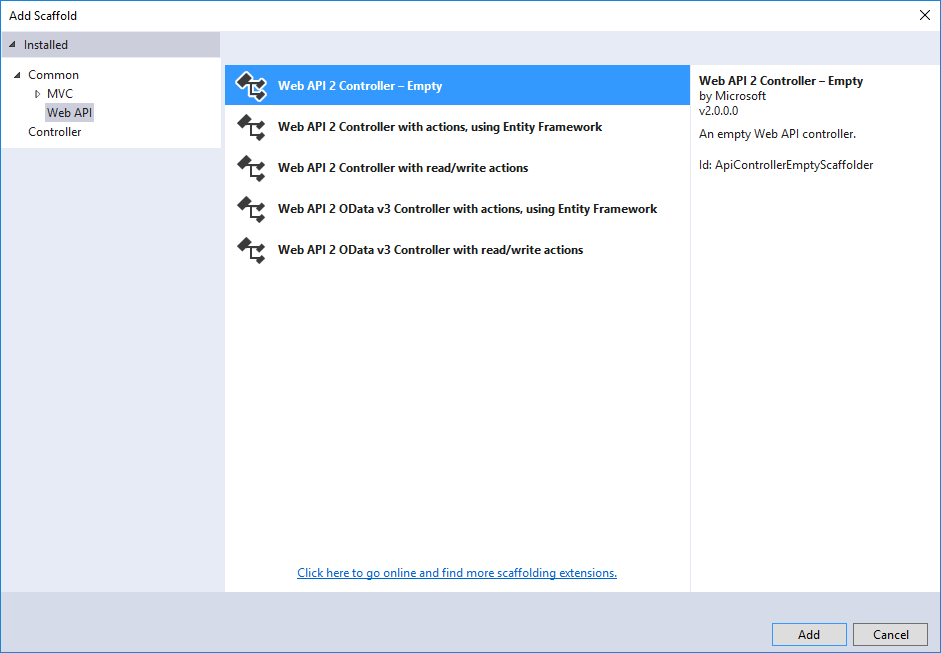 Add Scaffold
Installed
Common
MVC
Web API
Controller
Web API 2 Controller – Empty
Web API 2 Controller with actions, using Entity Framework
Web API 2 Controller with read/write actions
Web API 2 OData v3 Controller with actions, using Entity Framework
Web API 2 OData v3 Controller with read/write actions
Click here to go online and find more scaffolding extensions.
Web API 2 Controller – Empty
by Microsoft
v2.0.0.0
An empty Web API controller.
Id: ApiControllerEmptyScaffolder
Add
Cancel